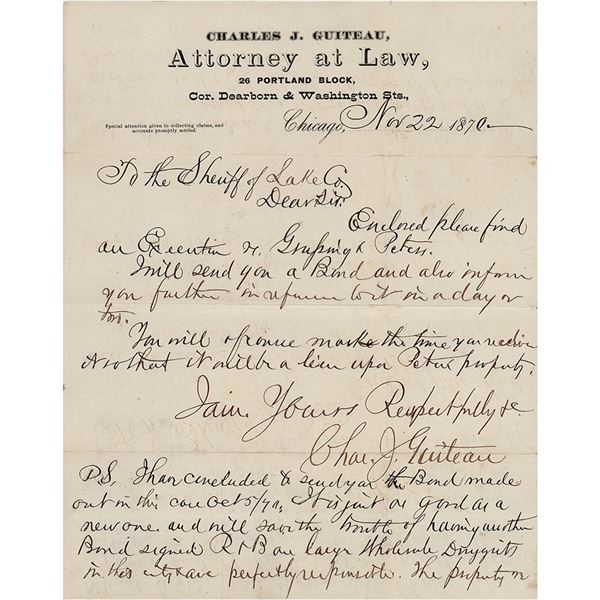 CHARLES J. GUITEAU,
Attorney at Law,
26 PORTLAND BLOCK,
Cor. Dearborn & Washington Sts.,
Special attention given to collecting claims, and
accounts promptly settled.
Chicago, Nov 22 1870
To the Sheriff of Lake Co.
Dear Sir:
Enclosed please find
an Execution vs. & Peters.
I will send you a Bond and also inform
you further in reference to it in a day or
two.
You will of course mark the time you receive
it so that it will be a lien upon Peters property.
I am Yours Respectfully &c
Chas. J. Guiteau
P.S. I have concluded to send you the Bond made
out in this case Oct 5/70. It is just as good as a
new one and will save the trouble of having another
Bond signed R & B are large Wholesale Druggists
in this city & are perfectly responsible. The property or